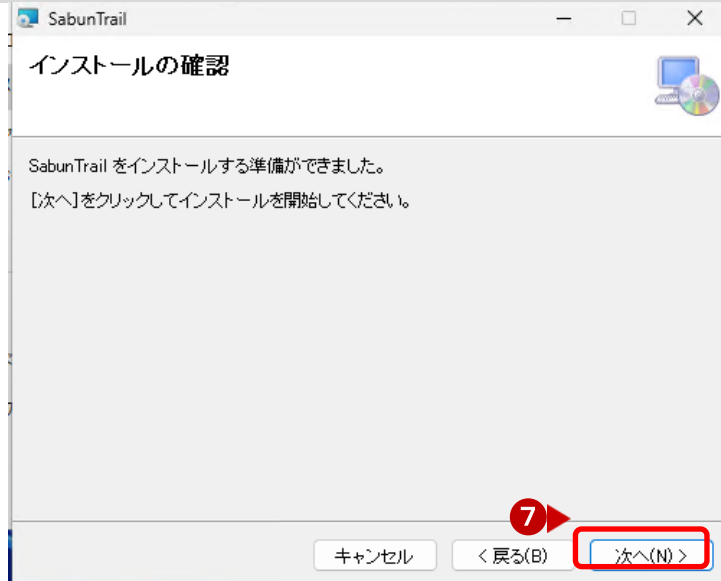 SabunTrail
インストールの確認
SabunTrail をインストールする準備ができました。
[次へ]をクリックしてインストールを開始してください。
7
キャンセル
< 戻る(B)
次へ(N) >